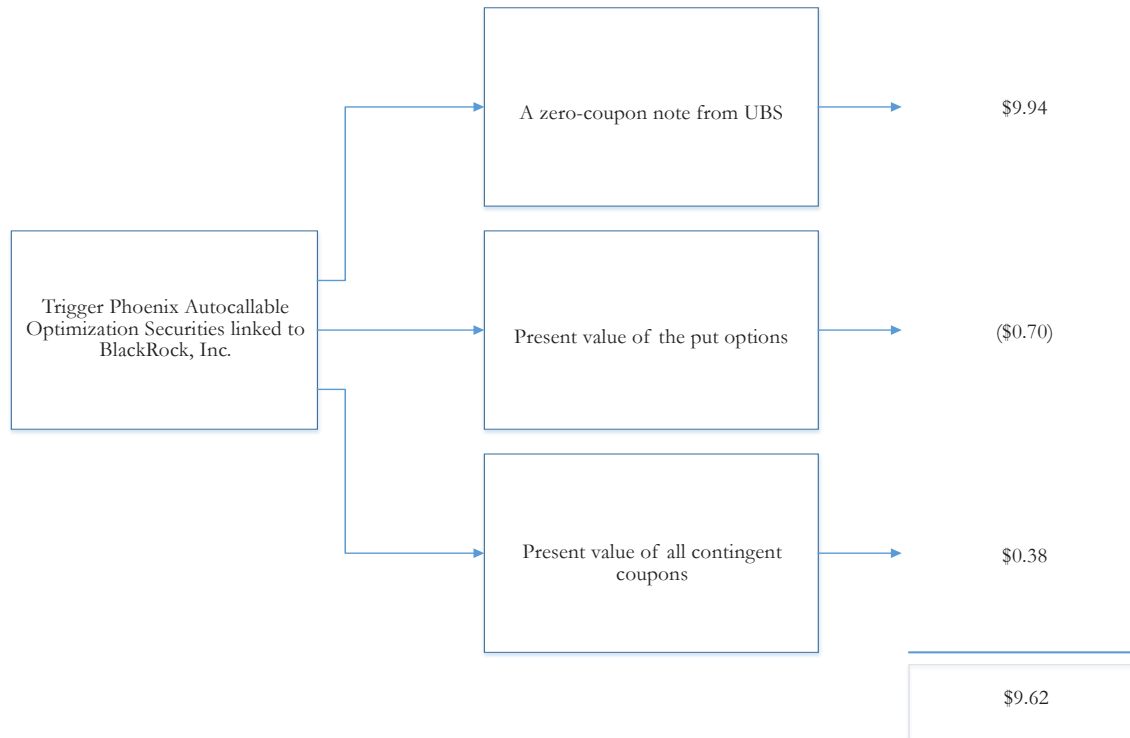 A zero-coupon note from UBS
$9.94
Trigger Phoenix Autocallable
Optimization Securities linked to
BlackRock, Inc.
Present value of the put options
($0.70)
Present value of all contingent
coupons
$0.38
$9.62